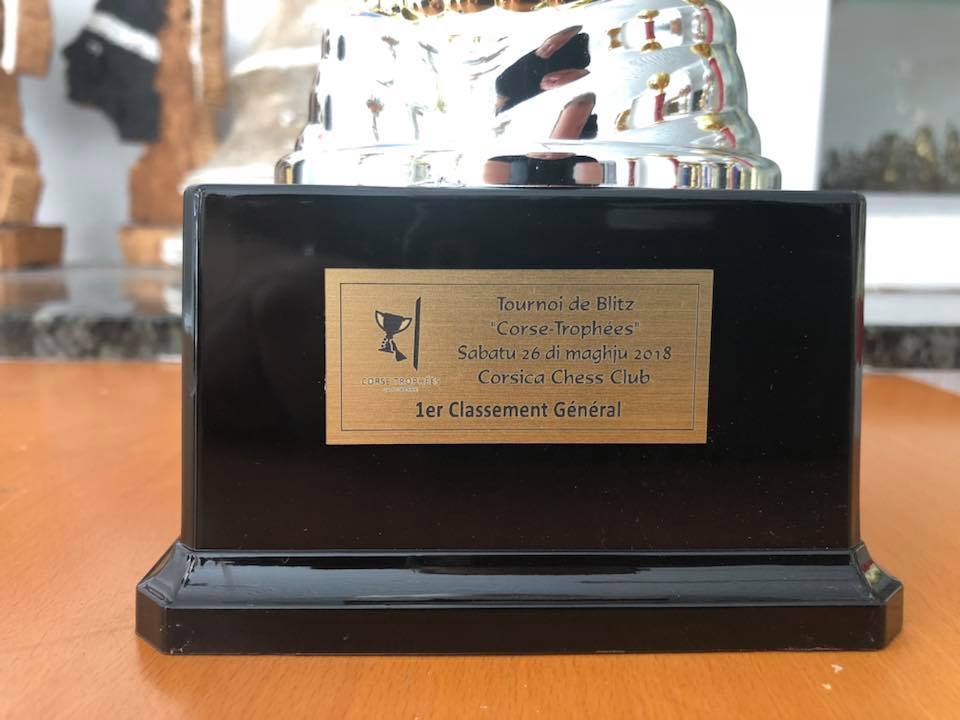 Tournoi de Blitz
"Corse-Trophées"
Sabatu 26 di maghju 2018
Corsica Chess Club
CORSE TROPHÉES
1er Classement Général